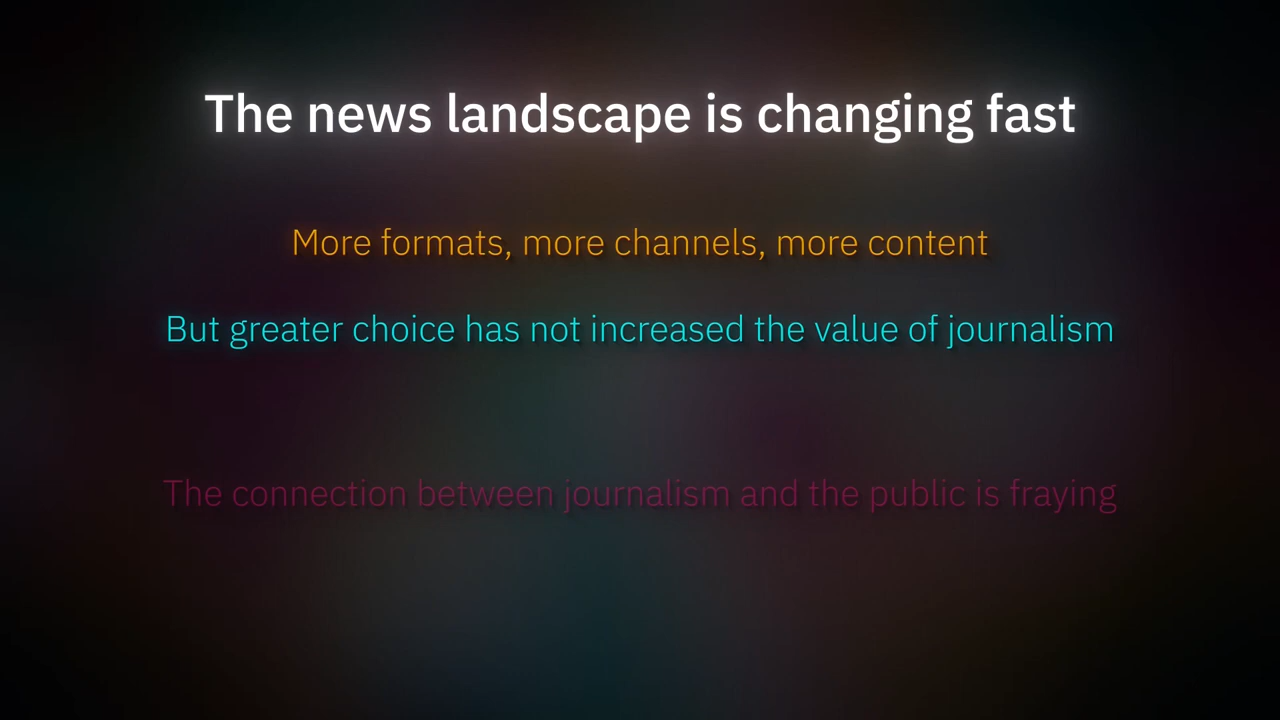 The news landscape is changing fast
More formats, more channels, more content
But greater choice has not increased the value of journalism
The connection between journalism and the public is fraying